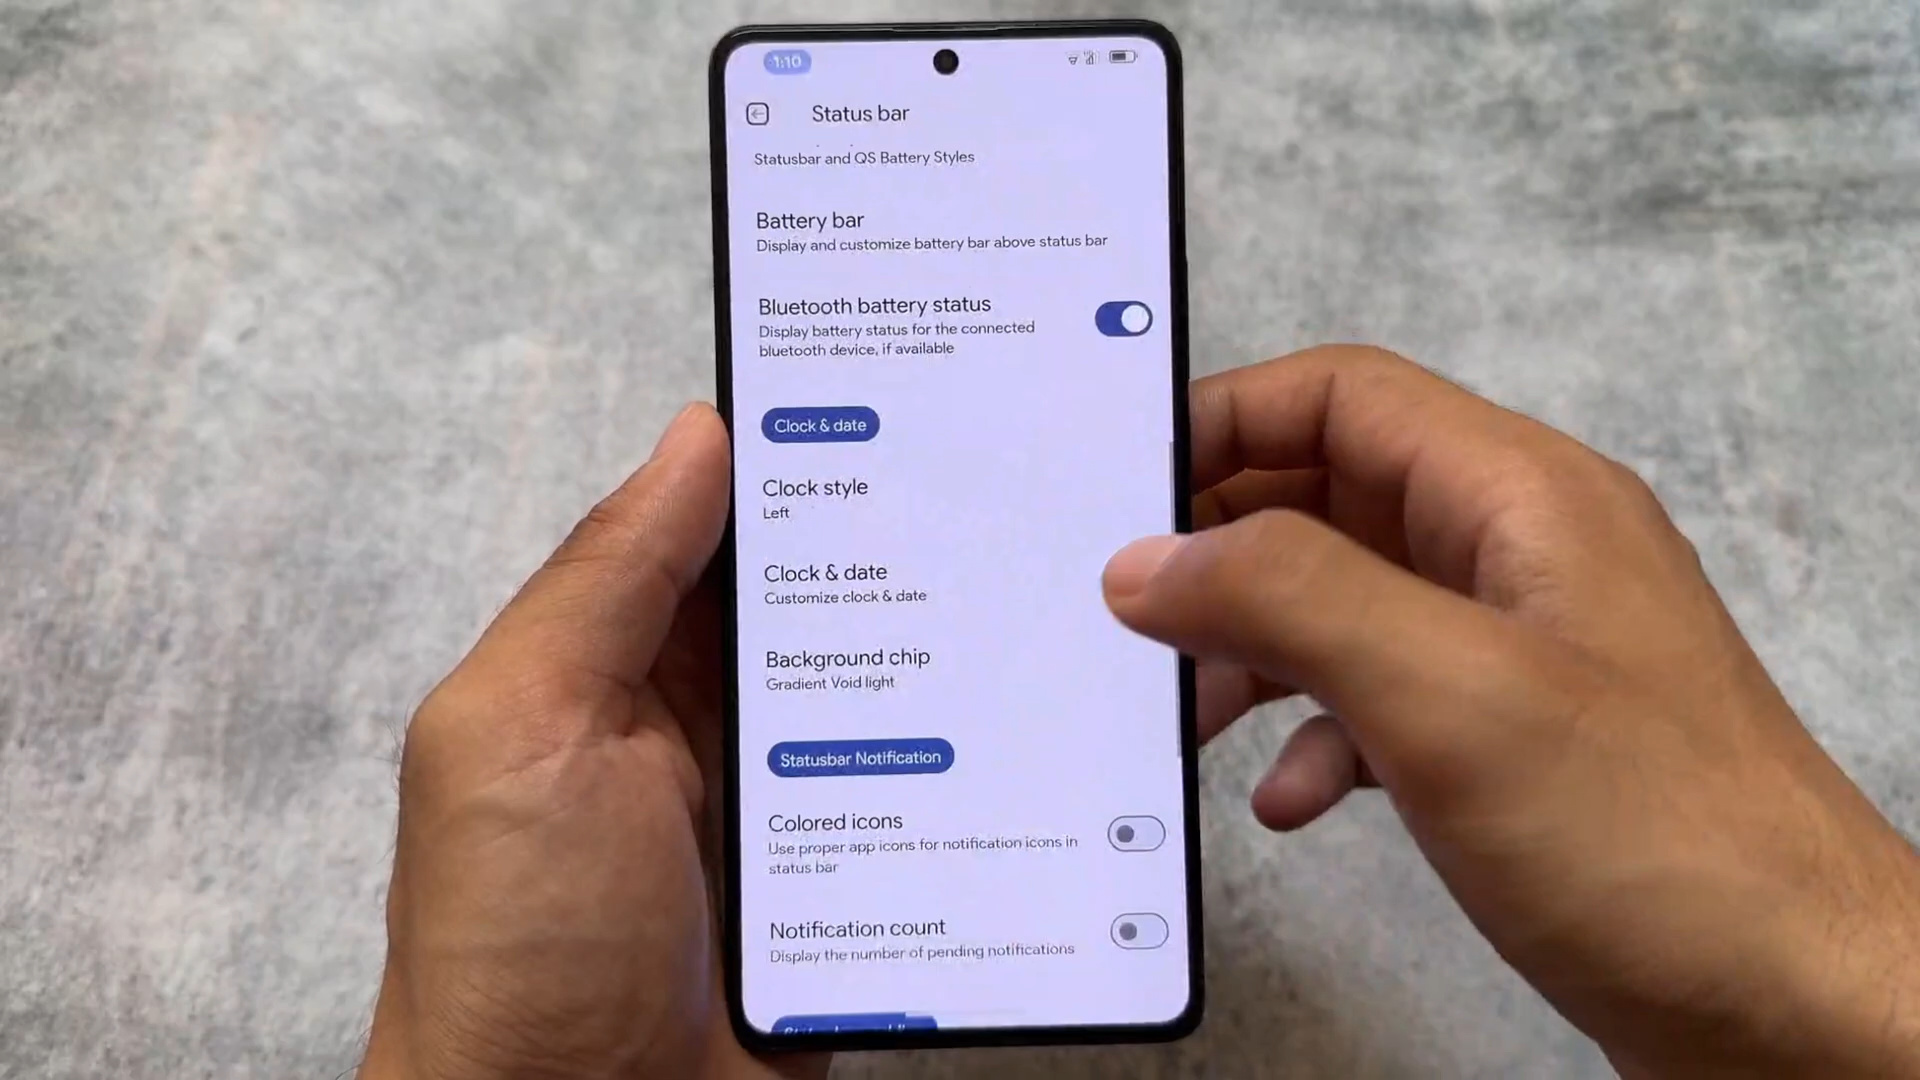 1:10
Status bar
Statusbar and QS Battery Styles
Battery bar
Display and customize battery bar above status bar
Bluetooth battery status
Display battery status for the connected
bluetooth device, if available
Clock & date
Clock style
Left
Clock & date
Customize clock & date
Background chip
Gradient Void light
Statusbar Notification
Colored icons
Use proper app icons for notification icons in
status bar
Notification count
Display the number of pending notifications